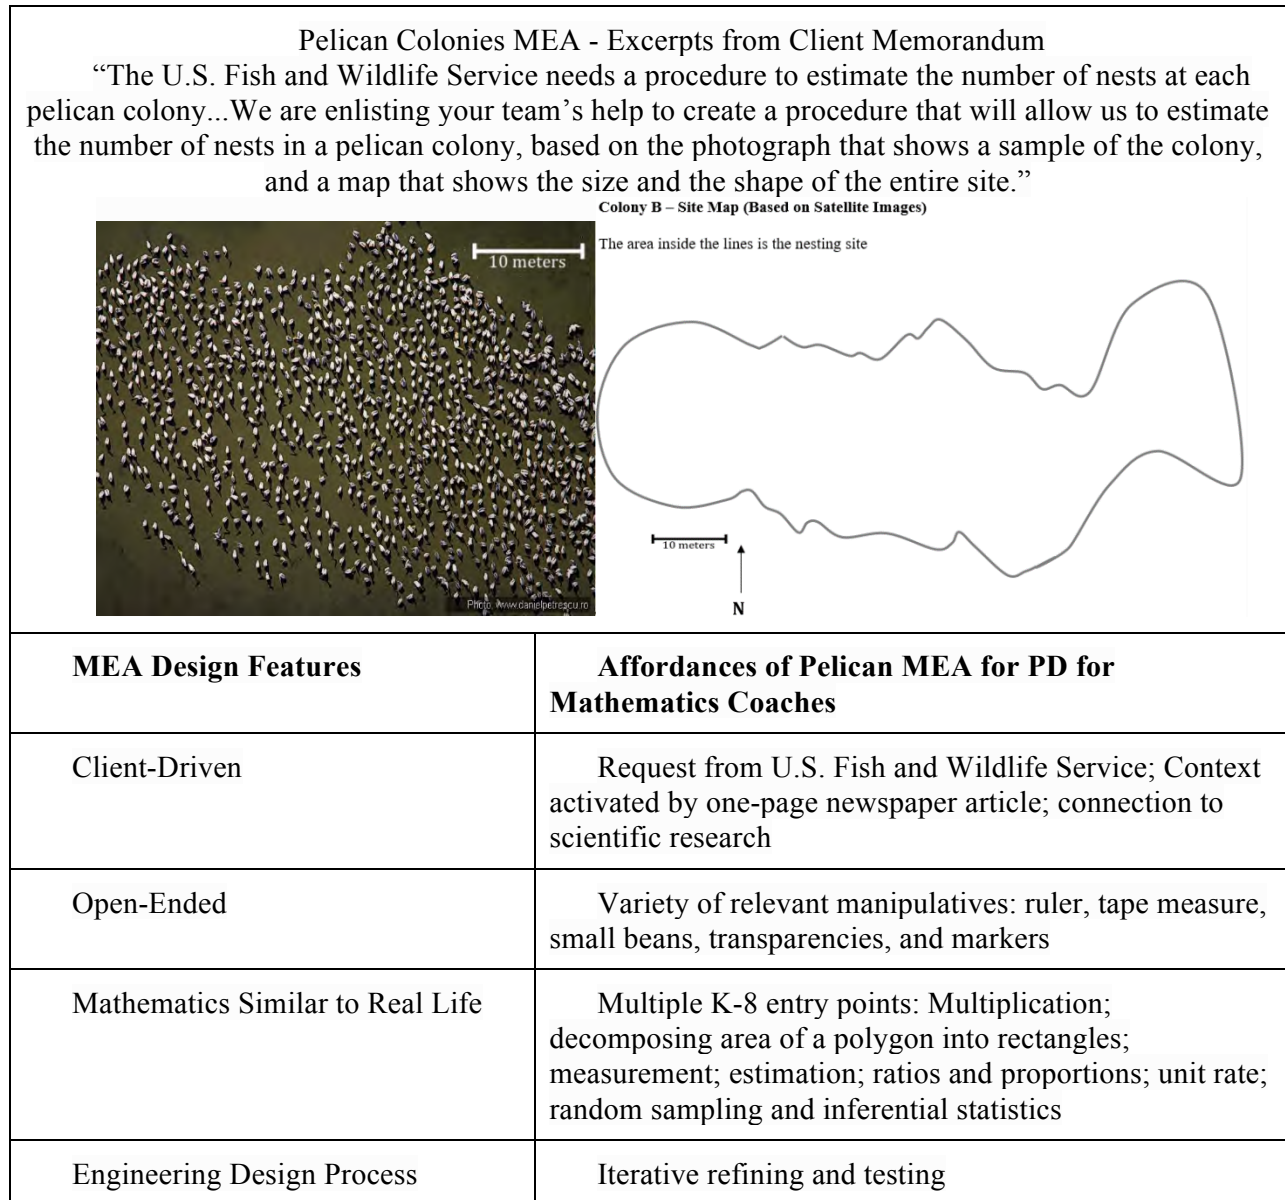 Pelican Colonies MEA - Excerpts from Client Memorandum
“The U.S. Fish and Wildlife Service needs a procedure to estimate the number of nests at each
pelican colony...We are enlisting your team’s help to create a procedure that will allow us to estimate
the number of nests in a pelican colony, based on the photograph that shows a sample of the colony,
and a map that shows the size and the shape of the entire site.”
Colony B – Site Map (Based on Satellite Images)
The area inside the lines is the nesting site
10 meters
10 meters
N
Photo: www.danielpetrescu.ro
MEA Design Features
Affordances of Pelican MEA for PD for
Mathematics Coaches
Client-Driven
Request from U.S. Fish and Wildlife Service; Context
activated by one-page newspaper article; connection to
scientific research
Open-Ended
Variety of relevant manipulatives: ruler, tape measure,
small beans, transparencies, and markers
Mathematics Similar to Real Life
Multiple K-8 entry points: Multiplication;
decomposing area of a polygon into rectangles;
measurement; estimation; ratios and proportions; unit rate;
random sampling and inferential statistics
Engineering Design Process
Iterative refining and testing